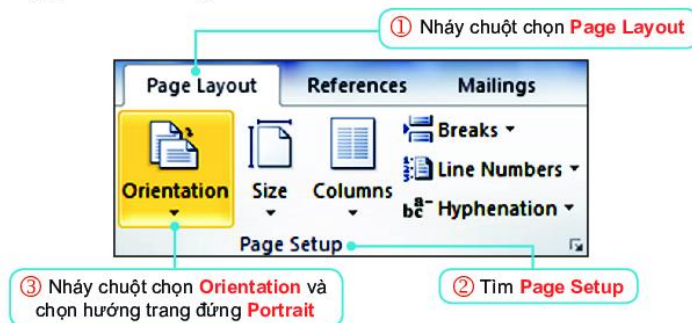 ① Nháy chuột chọn Page Layout
Page Layout References Mailings
Orientation
Size
Columns
Breaks
Line Numbers
Hyphenation
Page Setup
③ Nháy chuột chọn Orientation và
chọn hướng trang đứng Portrait
② Tìm Page Setup